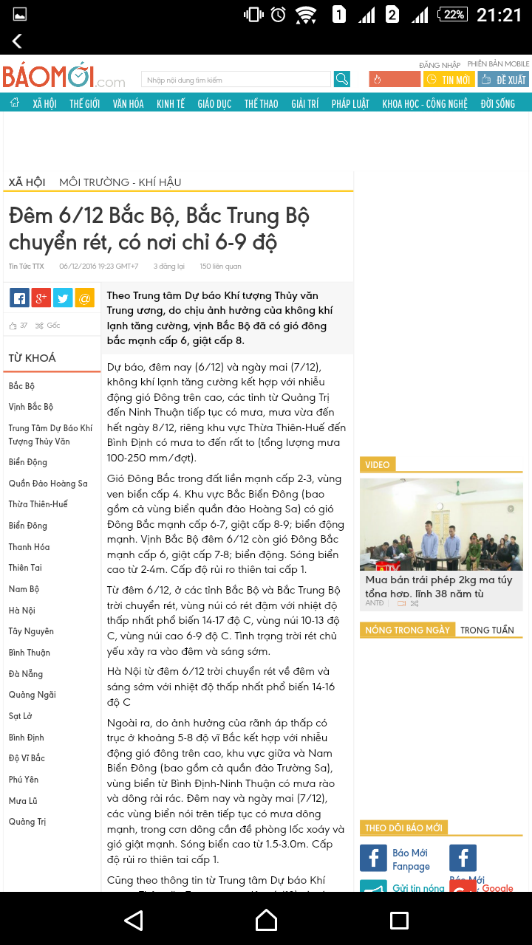 1
2
22%
21:21
BÁOMỚI.com
Nhập nội dung tìm kiếm
ĐĂNG NHẬP
PHIÊN BẢN MOBILE
TIN MỚI
ĐỀ XUẤT
XÃ HỘI
THẾ GIỚI
VĂN HÓA
KINH TẾ
GIÁO DỤC
THỂ THAO
GIẢI TRÍ
PHÁP LUẬT
KHOA HỌC - CÔNG NGHỆ
ĐỜI SỐNG
XÃ HỘI
MÔI TRƯỜNG - KHÍ HẬU
Đêm 6/12 Bắc Bộ, Bắc Trung Bộ
chuyển rét, có nơi chỉ 6-9 độ
Tin Tức TTX
06/12/2016 19:23 GMT+7
3 đăng lại
150 liên quan
37
Gốc
TỪ KHOÁ
Bắc Bộ
Vịnh Bắc Bộ
Trung Tâm Dự Báo Khí
Tượng Thủy Văn
Biển Động
Quần Đảo Hoàng Sa
Thừa Thiên-Huế
Biển Đông
Thanh Hóa
Thiên Tai
Nam Bộ
Hà Nội
Tây Nguyên
Bình Thuận
Đà Nẵng
Quảng Ngãi
Sạt Lở
Bình Định
Độ Vĩ Bắc
Phú Yên
Mưa Lũ
Quảng Trị
Theo Trung tâm Dự báo Khí tượng Thủy văn
Trung ương, do chịu ảnh hưởng của không khí
lạnh tăng cường, vịnh Bắc Bộ đã có gió đông
bắc mạnh cấp 6, giật cấp 8.
Dự báo, đêm nay (6/12) và ngày mai (7/12),
không khí lạnh tăng cường kết hợp với nhiễu
động gió Đông trên cao, các tỉnh từ Quảng Trị
đến Ninh Thuận tiếp tục có mưa, mưa vừa đến
hết ngày 8/12, riêng khu vực Thừa Thiên-Huế đến
Bình Định có mưa to đến rất to (tổng lượng mưa
100-250 mm/đợt).
Gió Đông Bắc trong đất liền mạnh cấp 2-3, vùng
ven biển cấp 4. Khu vực Bắc Biển Đông (bao
gồm cả vùng biển quần đảo Hoàng Sa) có gió
Đông Bắc mạnh cấp 6-7, giật cấp 8-9; biển động
mạnh. Vịnh Bắc Bộ đêm 6/12 còn gió Đông Bắc
mạnh cấp 6, giật cấp 7-8; biển động. Sóng biển
cao từ 2-4m. Cấp độ rủi ro thiên tai cấp 1.
Từ đêm 6/12, ở các tỉnh Bắc Bộ và Bắc Trung Bộ
trời chuyển rét, vùng núi có rét đậm với nhiệt độ
thấp nhất phổ biến 14-17 độ C, vùng núi 10-13 độ
C, vùng núi cao 6-9 độ C. Tình trạng trời rét chủ
yếu xảy ra vào đêm và sáng sớm.
Hà Nội từ đêm 6/12 trời chuyển rét về đêm và
sáng sớm với nhiệt độ thấp nhất phổ biến 14-16
độ C
Ngoài ra, do ảnh hưởng của rãnh áp thấp có
trục ở khoảng 5-8 độ vĩ Bắc kết hợp với nhiễu
động gió đông trên cao, khu vực giữa và Nam
Biển Đông (bao gồm cả quần đảo Trường Sa),
vùng biển từ Bình Định-Ninh Thuận có mưa rào
và dông rải rác. Đêm nay và ngày mai (7/12),
các vùng biển nói trên tiếp tục có mưa dông
mạnh, trong cơn dông cần đề phòng lốc xoáy và
gió giật mạnh. Sóng biển cao từ 1.5-3.0m. Cấp
độ rủi ro thiên tai cấp 1.
Cũng theo thông tin từ Trung tâm Dự báo Khí
VIDEO
Mua bán trái phép 2kg ma túy
tổng hợp, lĩnh 38 năm tù
ANTĐ
NÓNG TRONG NGÀY
TRONG TUẦN
THEO DÕI BÁO MỚI
Báo Mới
Fanpage
Báo Mới
Gửi tin nóng
Google